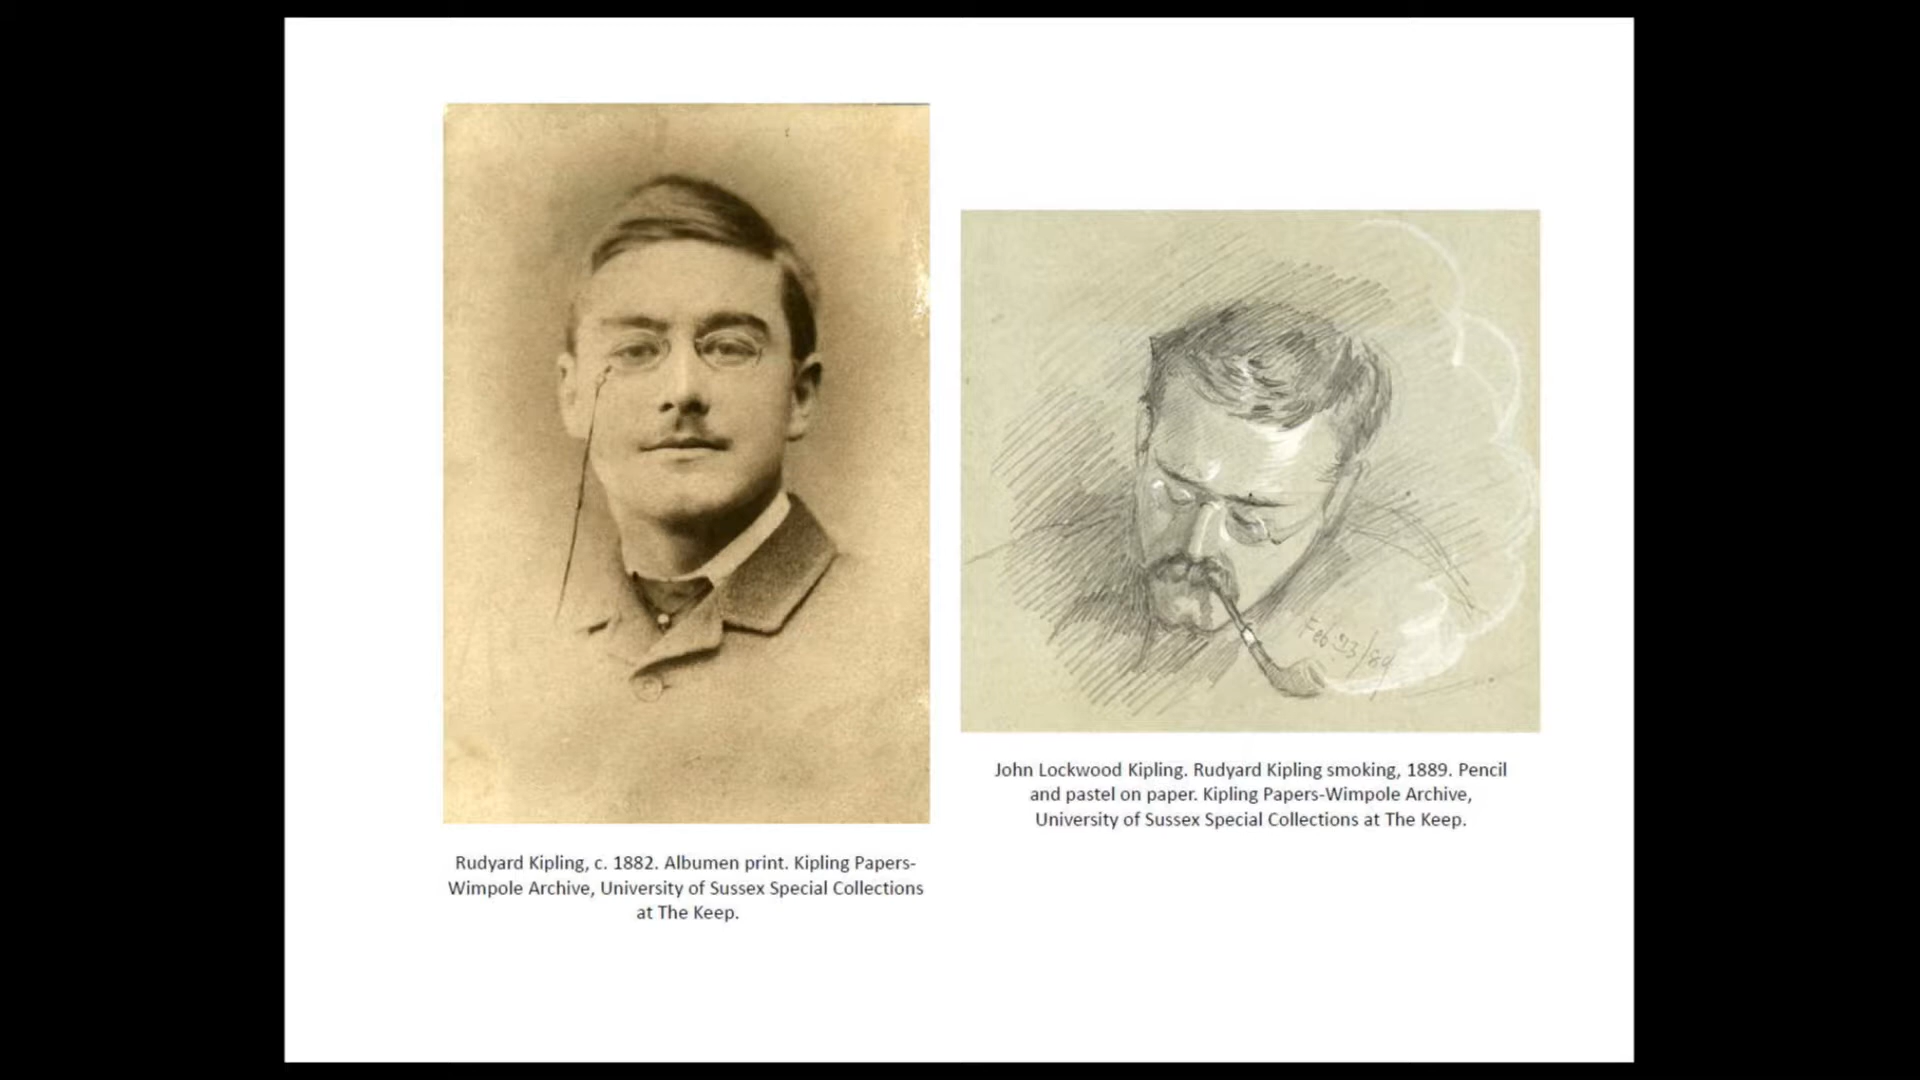 Feb. 23/89
John Lockwood Kipling. Rudyard Kipling smoking, 1889. Pencil
and pastel on paper. Kipling Papers-Wimpole Archive,
University of Sussex Special Collections at The Keep.
Rudyard Kipling, c. 1882. Albumen print. Kipling Papers-
Wimpole Archive, University of Sussex Special Collections
at The Keep.